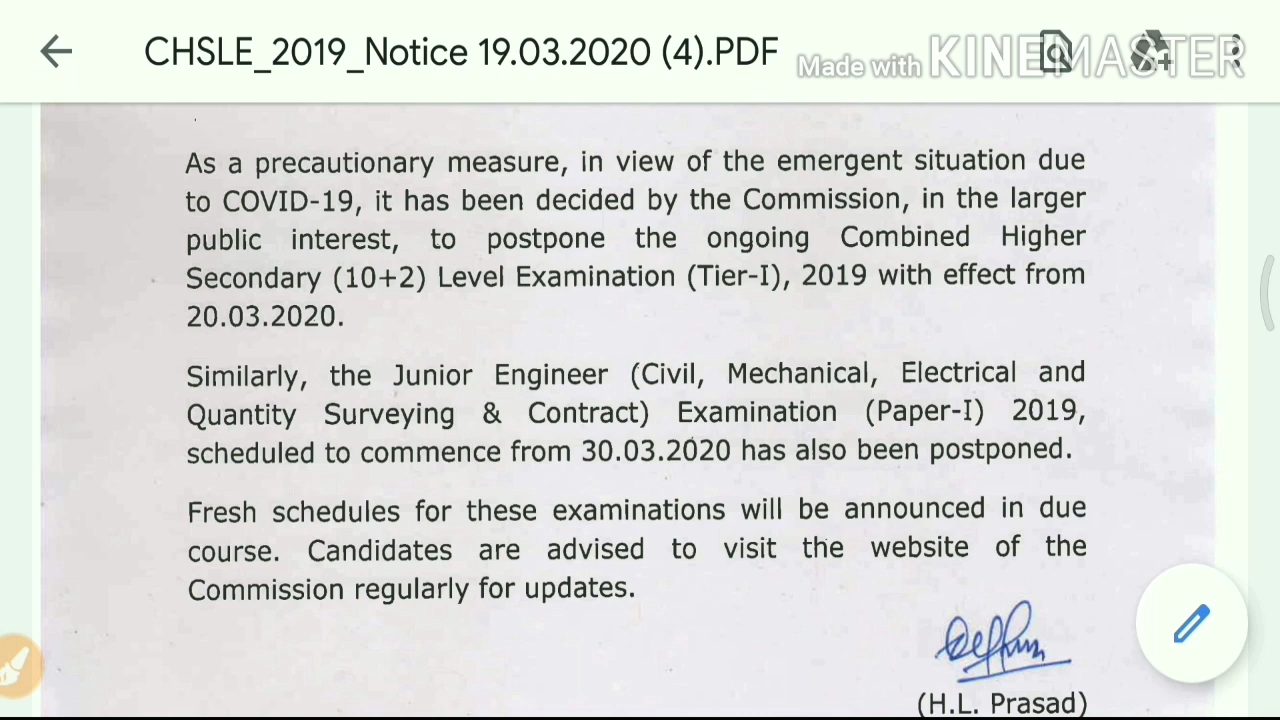 CHSLE_2019_Notice 19.03.2020 (4).PDF
Made with KINEMASTER
As a precautionary measure, in view of the emergent situation due
to COVID-19, it has been decided by the Commission, in the larger
public interest, to postpone the ongoing Combined Higher
Secondary (10+2) Level Examination (Tier-I), 2019 with effect from
20.03.2020.
Similarly, the Junior Engineer (Civil, Mechanical, Electrical and
Quantity Surveying & Contract) Examination (Paper-I) 2019,
scheduled to commence from 30.03.2020 has also been postponed.
Fresh schedules for these examinations will be announced in due
course. Candidates are advised to visit the website of the
Commission regularly for updates.
(H.L. Prasad)